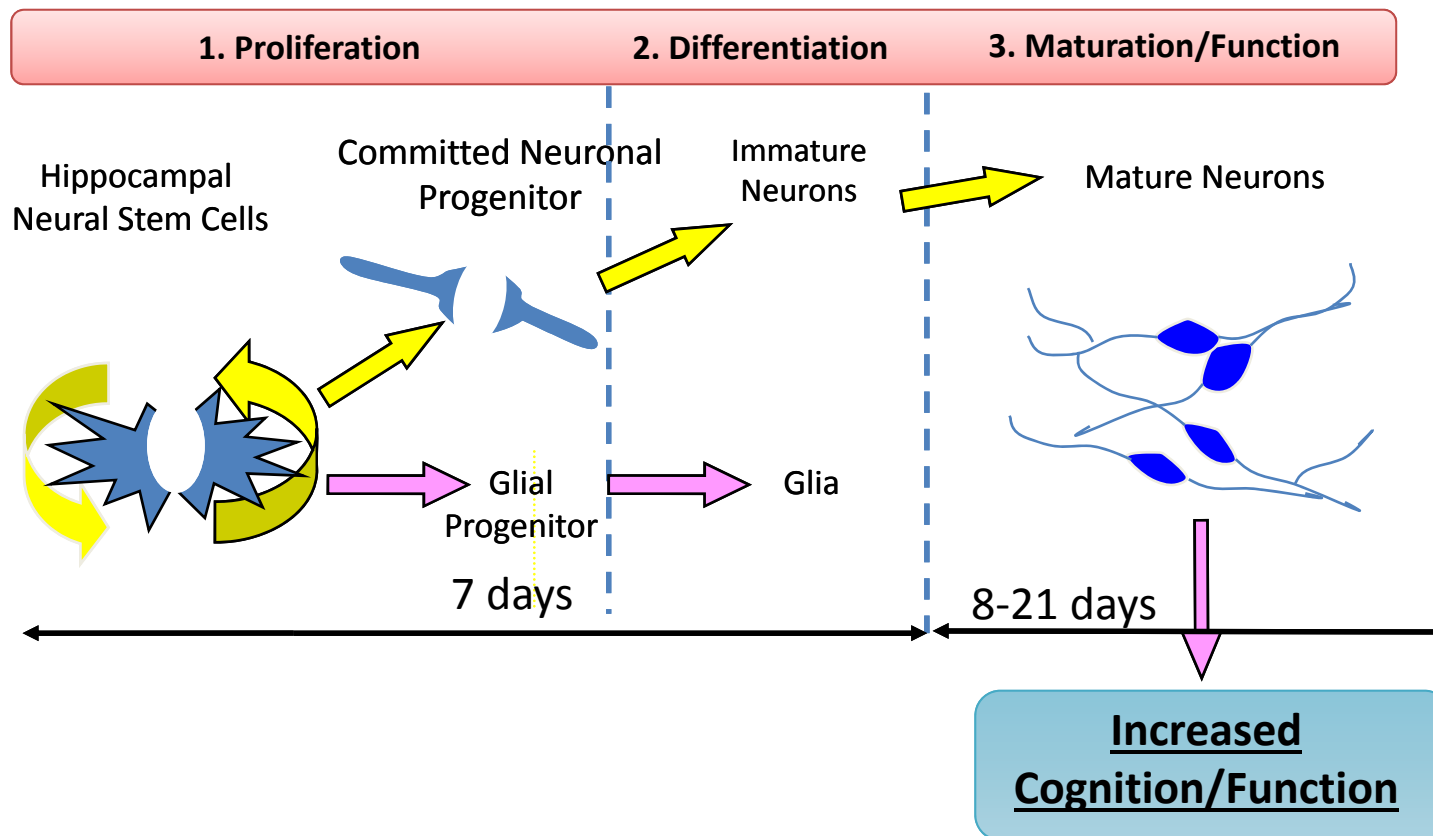 1. Proliferation
2. Differentiation
3. Maturation/Function
Hippocampal
Neural Stem Cells
Committed Neuronal
Progenitor
Immature
Neurons
Mature Neurons
Glial
Progenitor
Glia
7 days
8-21 days
Increased
Cognition/Function